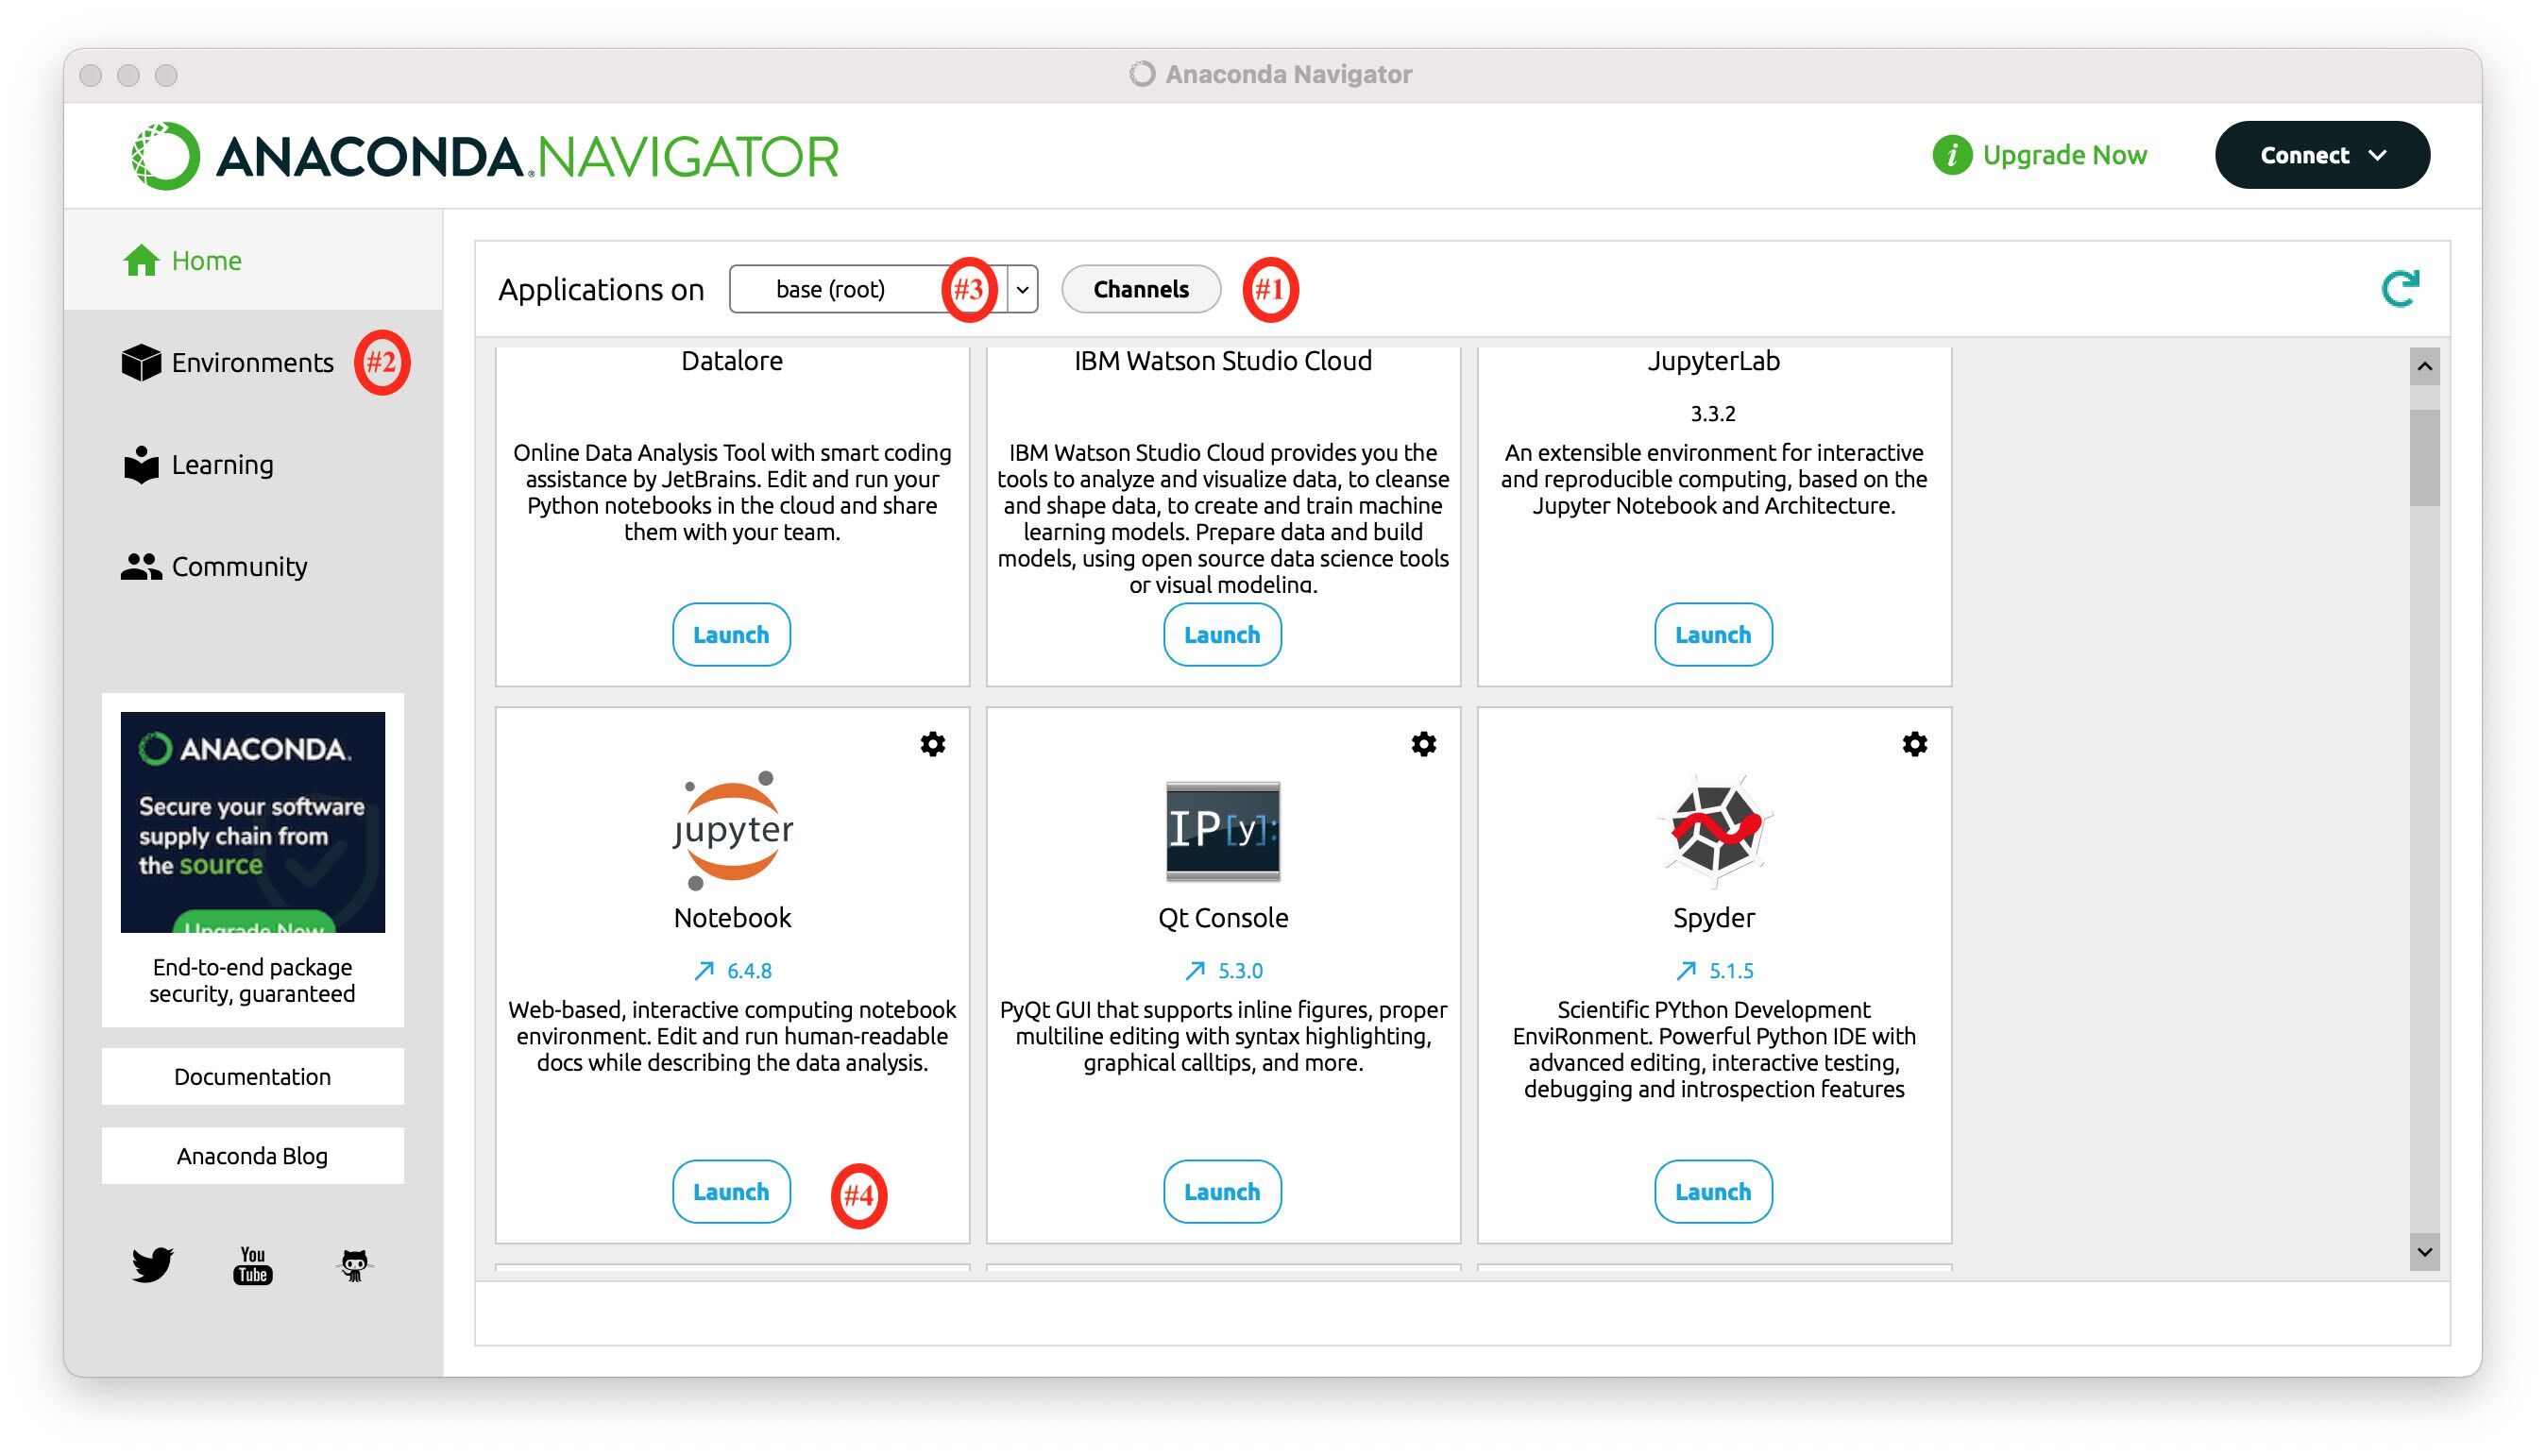 Anaconda Navigator
ANACONDA.NAVIGATOR
Upgrade Now
Connect
Home
Environments
#2
Learning
Community
ANACONDA.
Secure your software
supply chain from
the source
Upgrade Now
End-to-end package
security, guaranteed
Documentation
Anaconda Blog
You
Tube
Applications on
base (root)
#3
Channels
#1
Datalore
Online Data Analysis Tool with smart coding
assistance by JetBrains. Edit and run your
Python notebooks in the cloud and share
them with your team.
Launch
IBM Watson Studio Cloud
IBM Watson Studio Cloud provides you the
tools to analyze and visualize data, to cleanse
and shape data, to create and train machine
learning models. Prepare data and build
models, using open source data science tools
or visual modeling.
Launch
JupyterLab
3.3.2
An extensible environment for interactive
and reproducible computing, based on the
Jupyter Notebook and Architecture.
Launch
jupyter
Notebook
6.4.8
Web-based, interactive computing notebook
environment. Edit and run human-readable
docs while describing the data analysis.
Launch
#4
IP[y]:
Qt Console
5.3.0
PyQt GUI that supports inline figures, proper
multiline editing with syntax highlighting,
graphical calltips, and more.
Launch
Spyder
5.1.5
Scientific PYthon Development
EnviRonment. Powerful Python IDE with
advanced editing, interactive testing,
debugging and introspection features
Launch